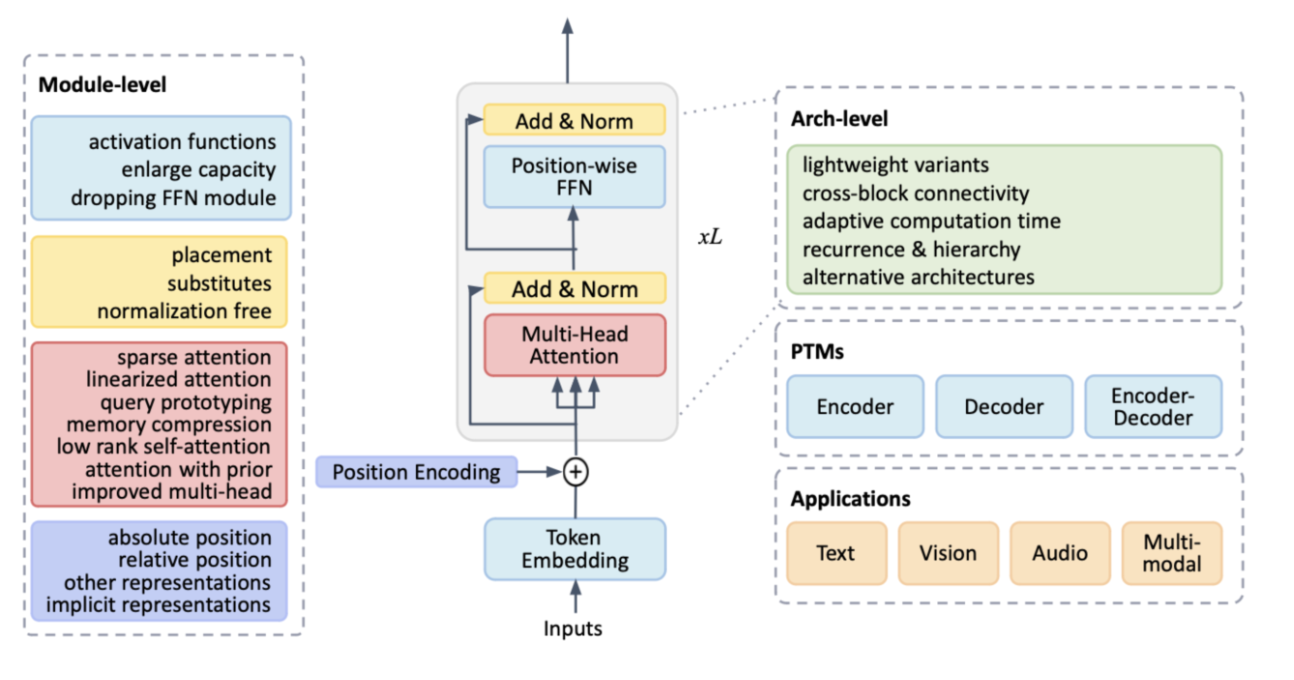 Module-level
activation functions
enlarge capacity
dropping FFN module
placement
substitutes
normalization free
sparse attention
linearized attention
query prototyping
memory compression
low rank self-attention
attention with prior
improved multi-head
absolute position
relative position
other representations
implicit representations
Add & Norm
Position-wise
FFN
xL
Add & Norm
Multi-Head
Attention
Position Encoding
+
Token
Embedding
Inputs
Arch-level
lightweight variants
cross-block connectivity
adaptive computation time
recurrence & hierarchy
alternative architectures
PTMs
Encoder
Decoder
Encoder-
Decoder
Applications
Text
Vision
Audio
Multi-
modal